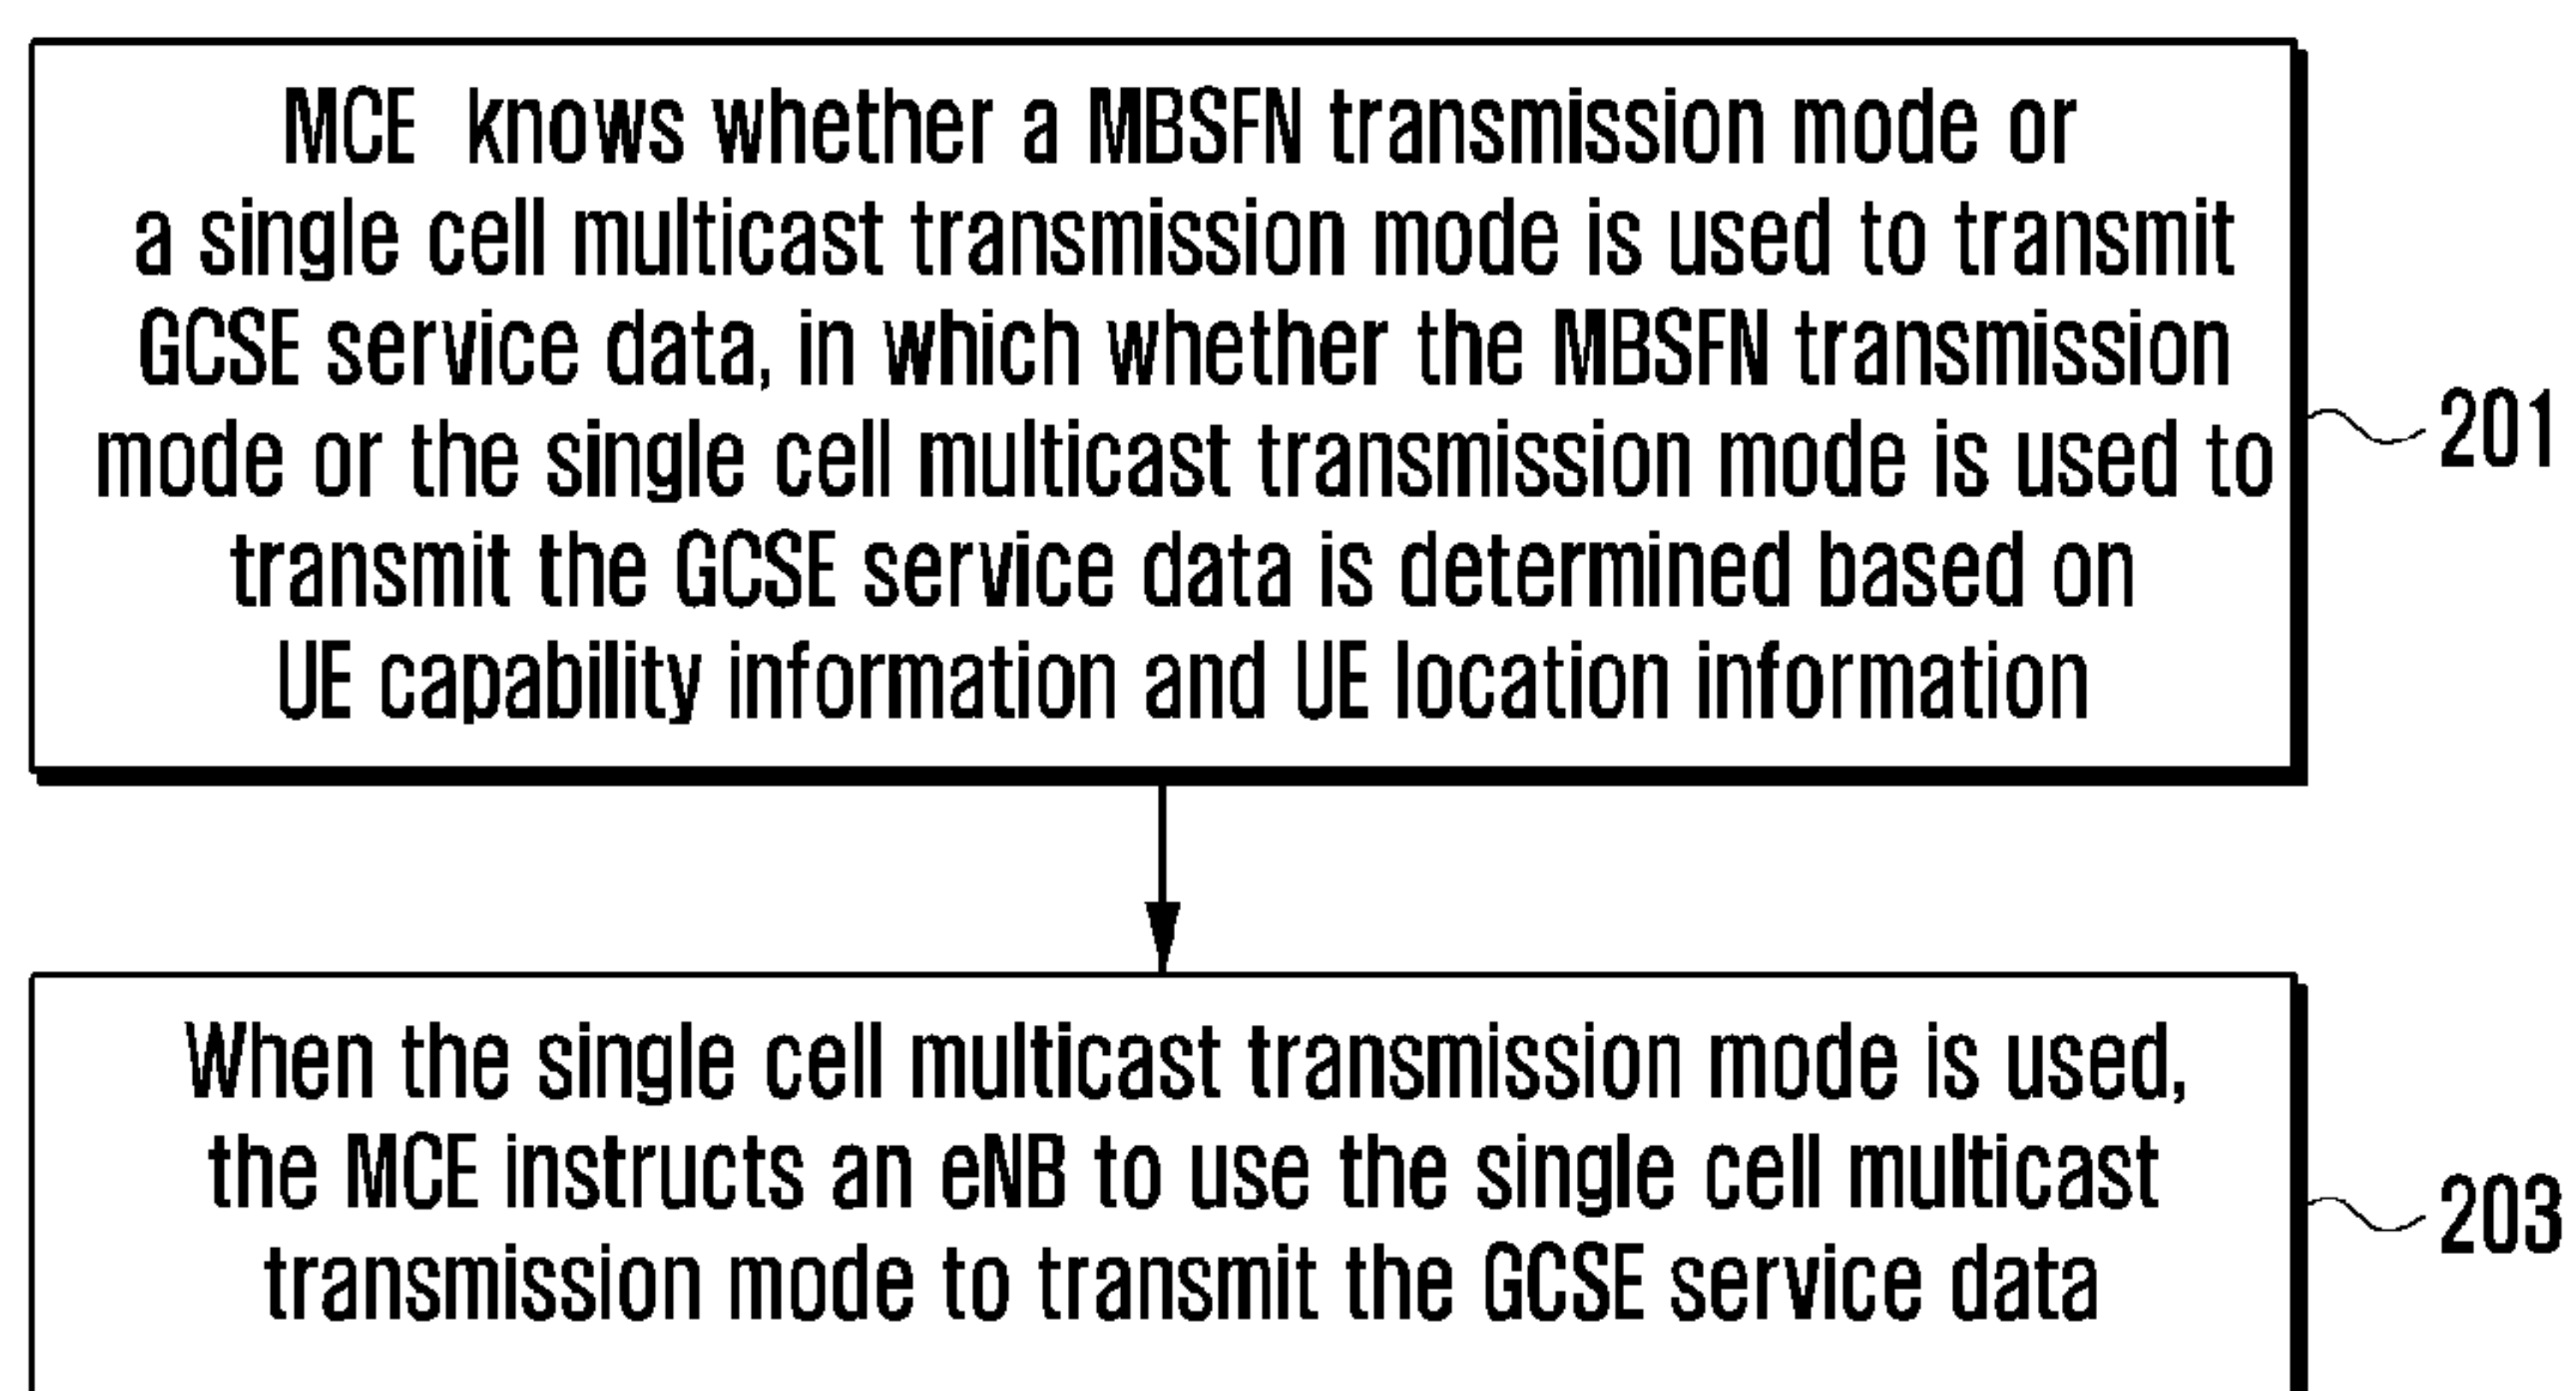 MCE knows whether a MBSFN transmission mode or
a single cell multicast transmission mode is used to transmit
GCSE service data, in which whether the MBSFN transmission
mode or the single cell multicast transmission mode is used to
transmit the GCSE service data is determined based on
UE capability information and UE location information
201
When the single cell multicast transmission mode is used,
the MCE instructs an eNB to use the single cell multicast
transmission mode to transmit the GCSE service data
203